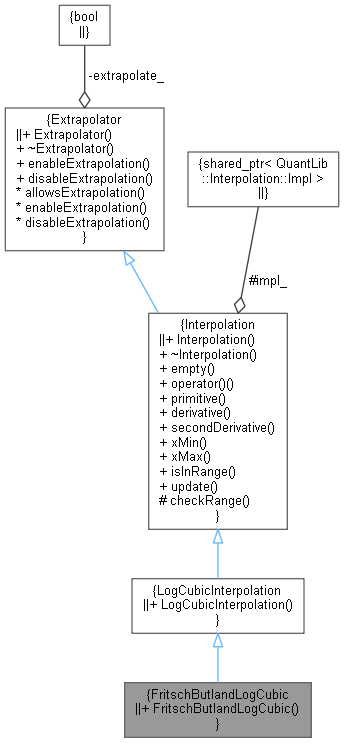 {bool
||}
-extrapolate_
{Extrapolator
||+ Extrapolator()
+ ~Extrapolator()
+ enableExtrapolation()
+ disableExtrapolation()
* allowsExtrapolation()
* enableExtrapolation()
* disableExtrapolation()
}
{shared_ptr< QuantLib
::Interpolation::Impl >
||}
#impl_
{Interpolation
||+ Interpolation()
+ ~Interpolation()
+ empty()
+ operator()()
+ primitive()
+ derivative()
+ secondDerivative()
+ xMin()
+ xMax()
+ isInRange()
+ update()
# checkRange()
}
{LogCubicInterpolation
||+ LogCubicInterpolation()
}
{FritschButlandLogCubic
||+ FritschButlandLogCubic()
}